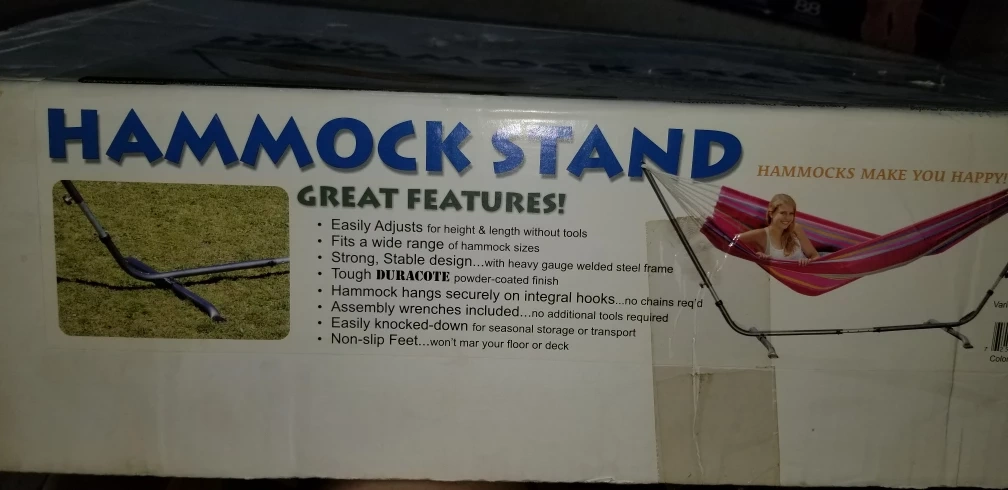 88
HAMMOCK STAND
HAMMOCKS MAKE YOU HAPPY!
GREAT FEATURES!
• Easily Adjusts for height & length without tools
• Fits a wide range of hammock sizes
• Strong, Stable design...with heavy gauge welded steel frame
• Tough DURACOTE powder-coated finish
• Hammock hangs securely on integral hooks...no chains req'd
• Assembly wrenches included...no additional tools required
• Easily knocked-down for seasonal storage or transport
• Non-slip Feet...won't mar your floor or deck